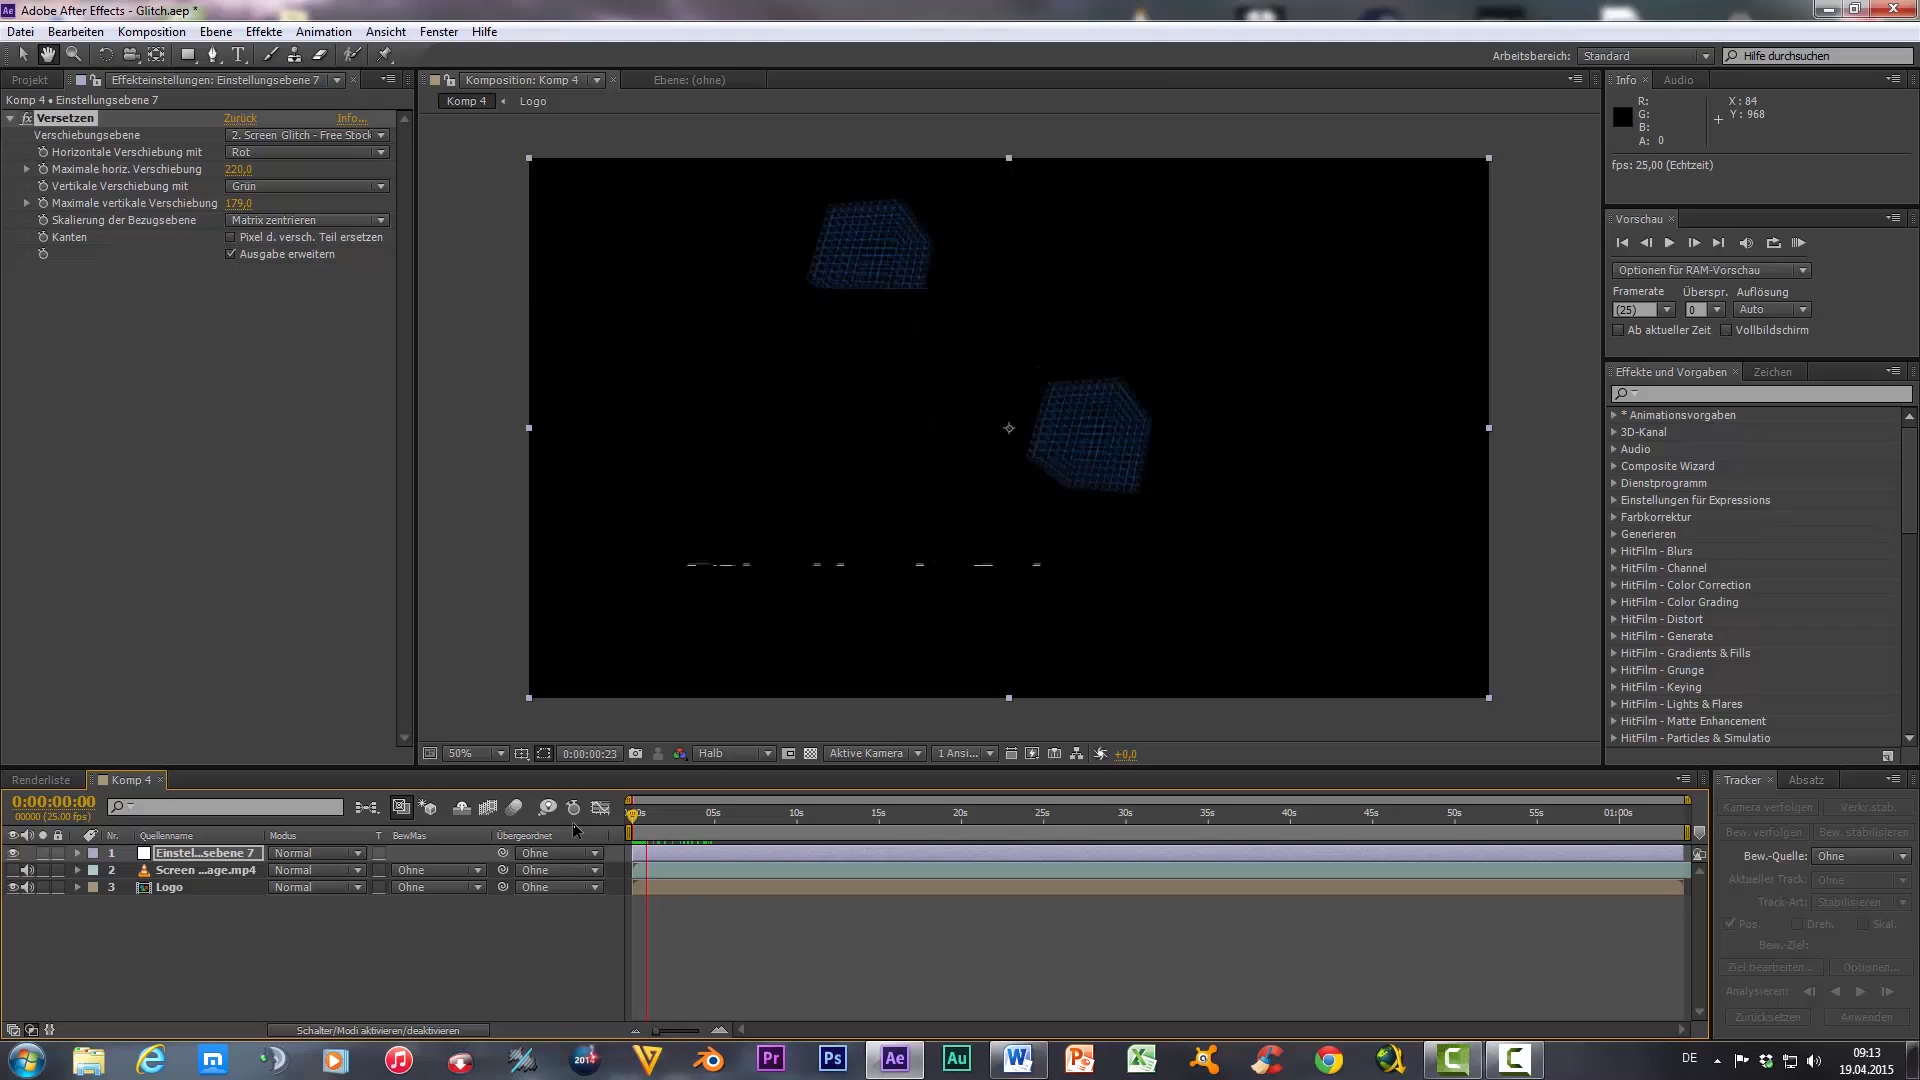 Adobe After Effects - Glitch.aep *
Datei Bearbeiten Komposition Ebene Effekte Animation Ansicht Fenster Hilfe
Arbeitsbereich: Standard Hilfe durchsuchen
Projekt Effekteinstellungen: Einstellungsebene 7
Komp 4 • Einstellungsebene 7
fx Versetzen Zurück Info...
Verschiebungsebene 2. Screen Glitch - Free Stock
Horizontale Verschiebung mit Rot
Maximale horiz. Verschiebung 220,0
Vertikale Verschiebung mit Grün
Maximale vertikale Verschiebung 179,0
Skalierung der Bezugsebene Matrix zentrieren
Kanten Pixel d. versch. Teil ersetzen
Ausgabe erweitern
Komposition: Komp 4 Ebene: (ohne)
Komp 4 Logo
50% 0:00:00:23 Halb Aktive Kamera 1 Ansi... +0,0
Info Audio
R: X : 84
G: Y : 968
B:
A: 0
fps: 25,00 (Echtzeit)
Vorschau
Optionen für RAM-Vorschau
Framerate Überspr. Auflösung
(25) 0 Auto
Ab aktueller Zeit Vollbildschirm
Effekte und Vorgaben Zeichen
* Animationsvorgaben
3D-Kanal
Audio
Composite Wizard
Dienstprogramm
Einstellungen für Expressions
Farbkorrektur
Generieren
HitFilm - Blurs
HitFilm - Channel
HitFilm - Color Correction
HitFilm - Color Grading
HitFilm - Distort
HitFilm - Generate
HitFilm - Gradients & Fills
HitFilm - Grunge
HitFilm - Keying
HitFilm - Lights & Flares
HitFilm - Matte Enhancement
HitFilm - Particles & Simulatio
Renderliste Komp 4
0:00:00:00
00000 (25.00 fps)
05s 10s 15s 20s 25s 30s 35s 40s 45s 50s 55s 01:00s
Nr. Quellenname Modus T BewMas Übergeordnet
1 Einstel...sebene 7 Normal Ohne
2 Screen ...age.mp4 Normal Ohne Ohne
3 Logo Normal Ohne Ohne
Schalter/Modi aktivieren/deaktivieren
Tracker Absatz
Kamera verfolgen Verkr.stab.
Bew. verfolgen Bew. stabilisieren
Bew.-Quelle: Ohne
Aktueller Track: Ohne
Track-Art: Stabilisieren
Pos. Dreh. Skal.
Bew.-Ziel:
Ziel bearbeiten... Optionen...
Analysieren:
Zurücksetzen Anwenden
2014 Pr Ps Ae Au
DE 09:13
19.04.2015